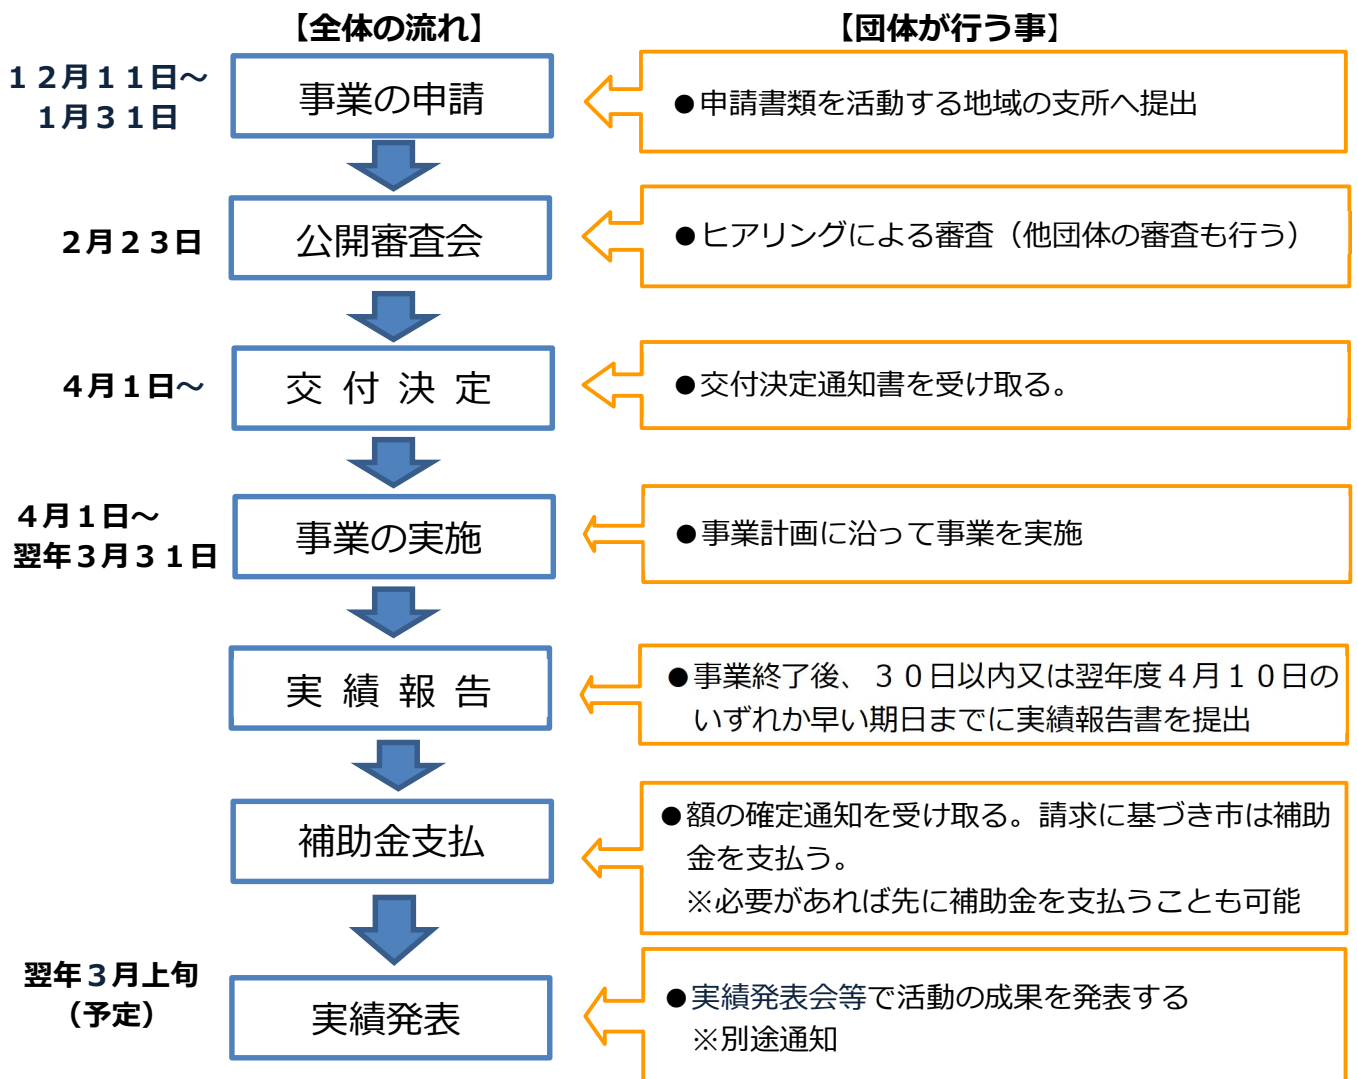 【全体の流れ】 【団体が行う事】
１２月１１日～
１月３１日
事業の申請
●申請書類を活動する地域の支所へ提出
２月２３日
公開審査会
●ヒアリングによる審査（他団体の審査も行う）
４月１日～
交 付 決 定
●交付決定通知書を受け取る。
４月１日～
翌年３月３１日
事業の実施
●事業計画に沿って事業を実施
実 績 報 告
●事業終了後、３０日以内又は翌年度４月１０日の
いずれか早い期日までに実績報告書を提出
補助金支払
●額の確定通知を受け取る。請求に基づき市は補助
金を支払う。
※必要があれば先に補助金を支払うことも可能
翌年３月上旬
（予定）
実績発表
●実績発表会等で活動の成果を発表する
※別途通知